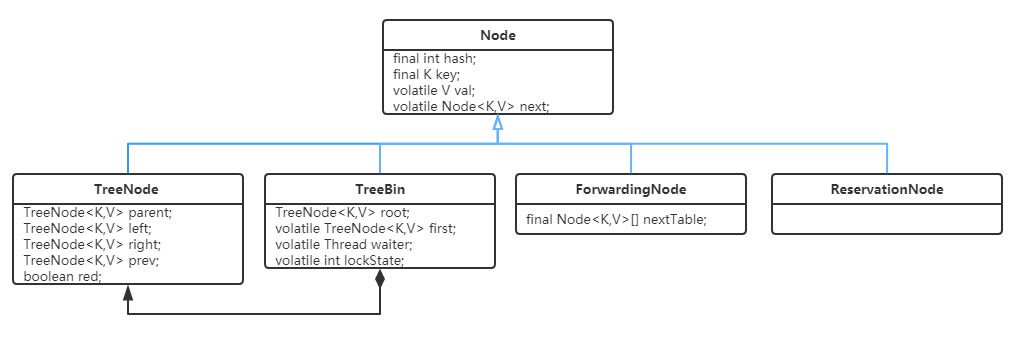 Node
final int hash;
final K key;
volatile V val;
volatile Node<K,V> next;
TreeNode
TreeNode<K,V> parent;
TreeNode<K,V> left;
TreeNode<K,V> right;
TreeNode<K,V> prev;
boolean red;
TreeBin
TreeNode<K,V> root;
volatile TreeNode<K,V> first;
volatile Thread waiter;
volatile int lockState;
ForwardingNode
final Node<K,V>[] nextTable;
ReservationNode